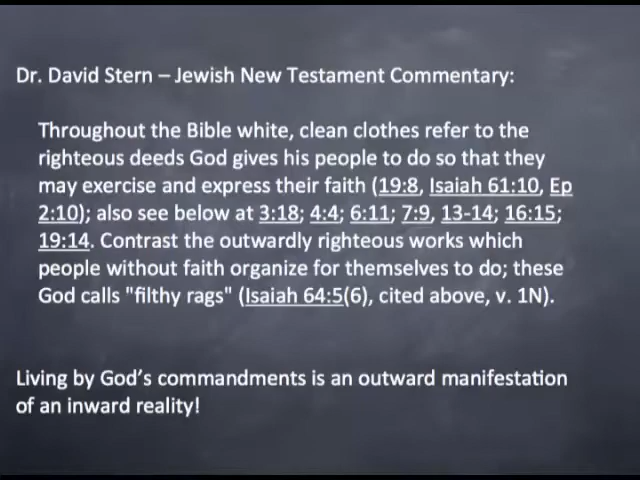 Dr. David Stern – Jewish New Testament Commentary:
Throughout the Bible white, clean clothes refer to the
righteous deeds God gives his people to do so that they
may exercise and express their faith (19:8, Isaiah 61:10, Ep
2:10); also see below at 3:18; 4:4; 6:11; 7:9, 13-14; 16:15;
19:14. Contrast the outwardly righteous works which
people without faith organize for themselves to do; these
God calls "filthy rags" (Isaiah 64:5(6), cited above, v. 1N).
Living by God’s commandments is an outward manifestation
of an inward reality!